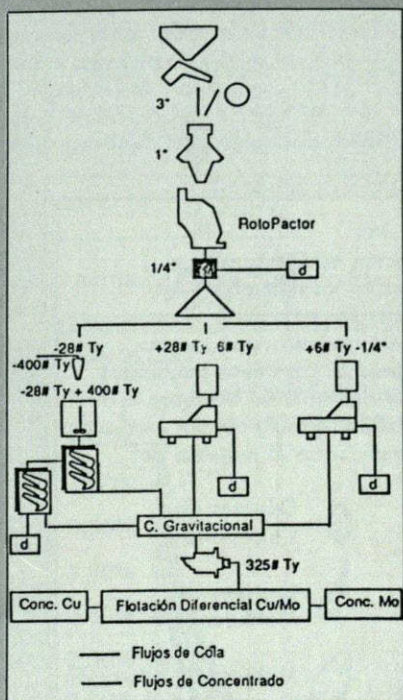 3"
1"
RotoPactor
1/4"
d
-28# Ty
+28# Ty 6# Ty
+6# Ty -1/4"
-400# Ty
-28# Ty + 400# Ty
d
d
d
C. Gravitacional
325# Ty
Conc. Cu
Flotación Diferencial Cu/Mo
Conc. Mo
Flujos de Cola
Flujos de Concentrado